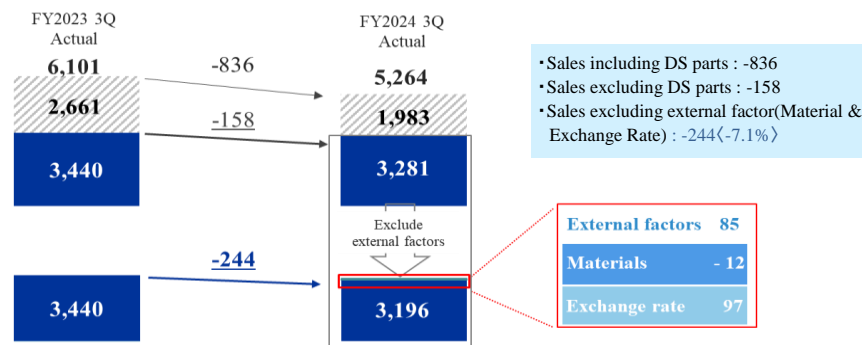 FY2023 3Q
Actual
6,101
2,661
3,440
-836
-158
FY2024 3Q
Actual
5,264
1,983
3,281
Exclude
external factors
3,440
-244
3,196
・Sales including DS parts : -836
・Sales excluding DS parts : -158
・Sales excluding external factor(Material &
Exchange Rate) : -244〈-7.1%〉
External factors 85
Materials - 12
Exchange rate 97